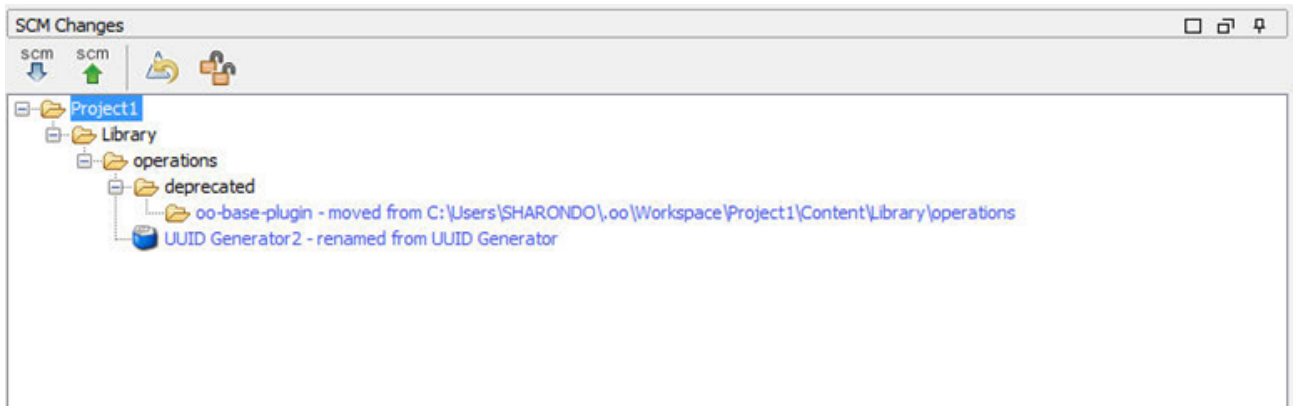 SCM Changes
scm scm
Project1
Library
operations
deprecated
oo-base-plugin - moved from C:\Users\SHARONDO\.oo\Workspace\Project1\Content\Library\operations
UUID Generator2 - renamed from UUID Generator